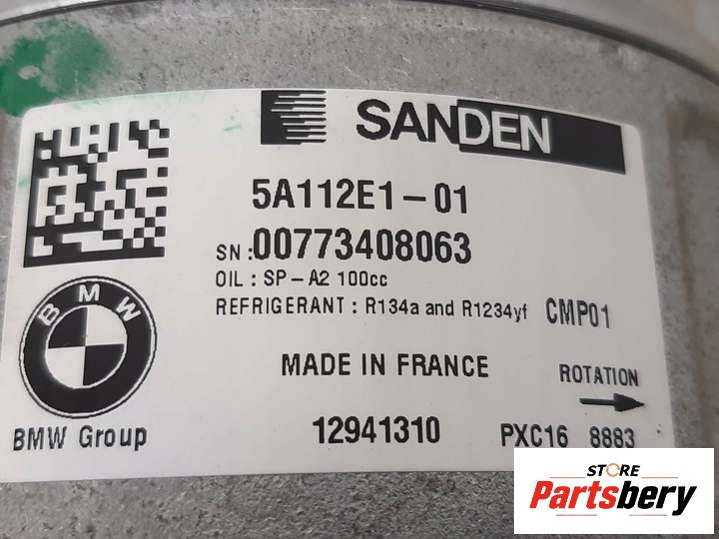 SANDEN
5A112E1-01
SN:00773408063
OIL : SP-A2 100cc
REFRIGERANT : R134a and R1234yf CMP01
MADE IN FRANCE
ROTATION
BMW
BMW Group
12941310
PXC16 8883
STORE
Partsbery